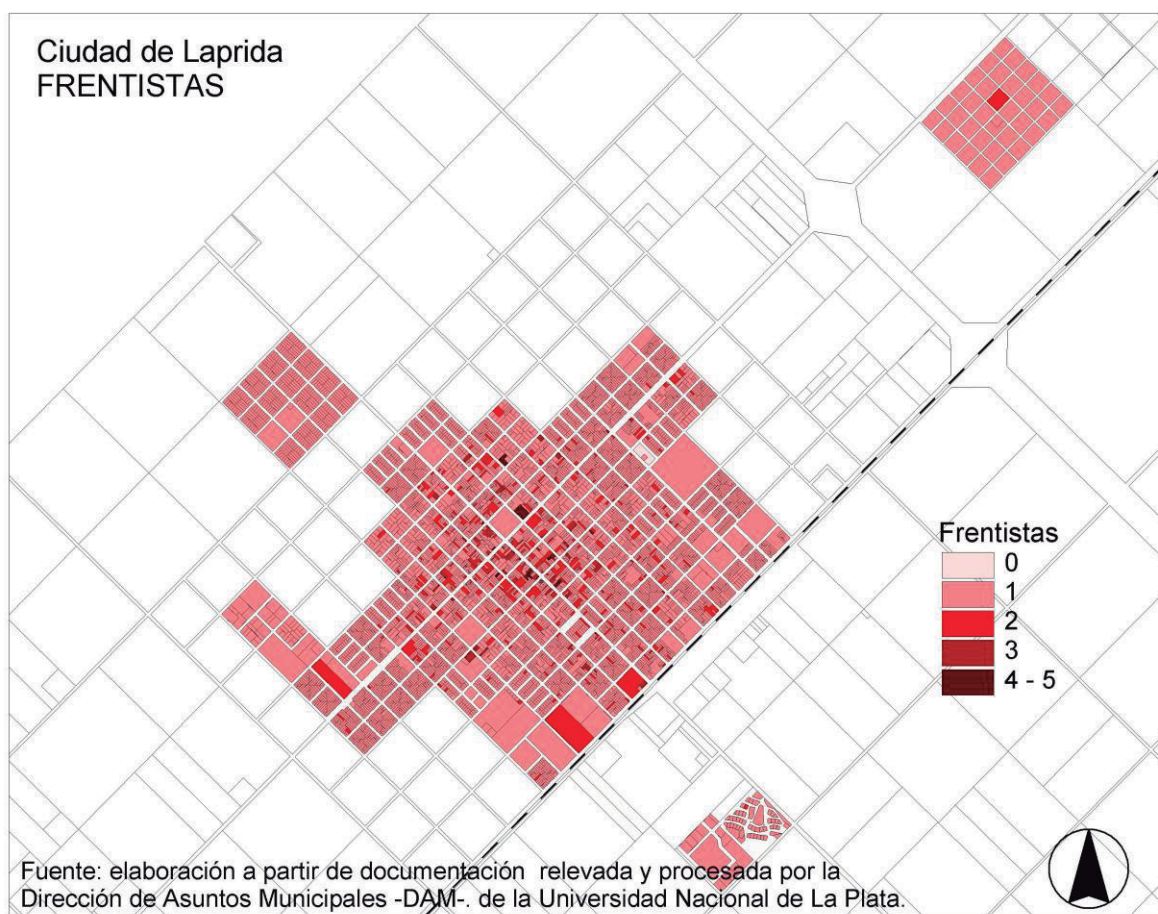 Ciudad de Laprida
FRENTISTAS
Frentistas
0
1
2
3
4 - 5
Fuente: elaboración a partir de documentación relevada y procesada por la
Dirección de Asuntos Municipales -DAM-. de la Universidad Nacional de La Plata.